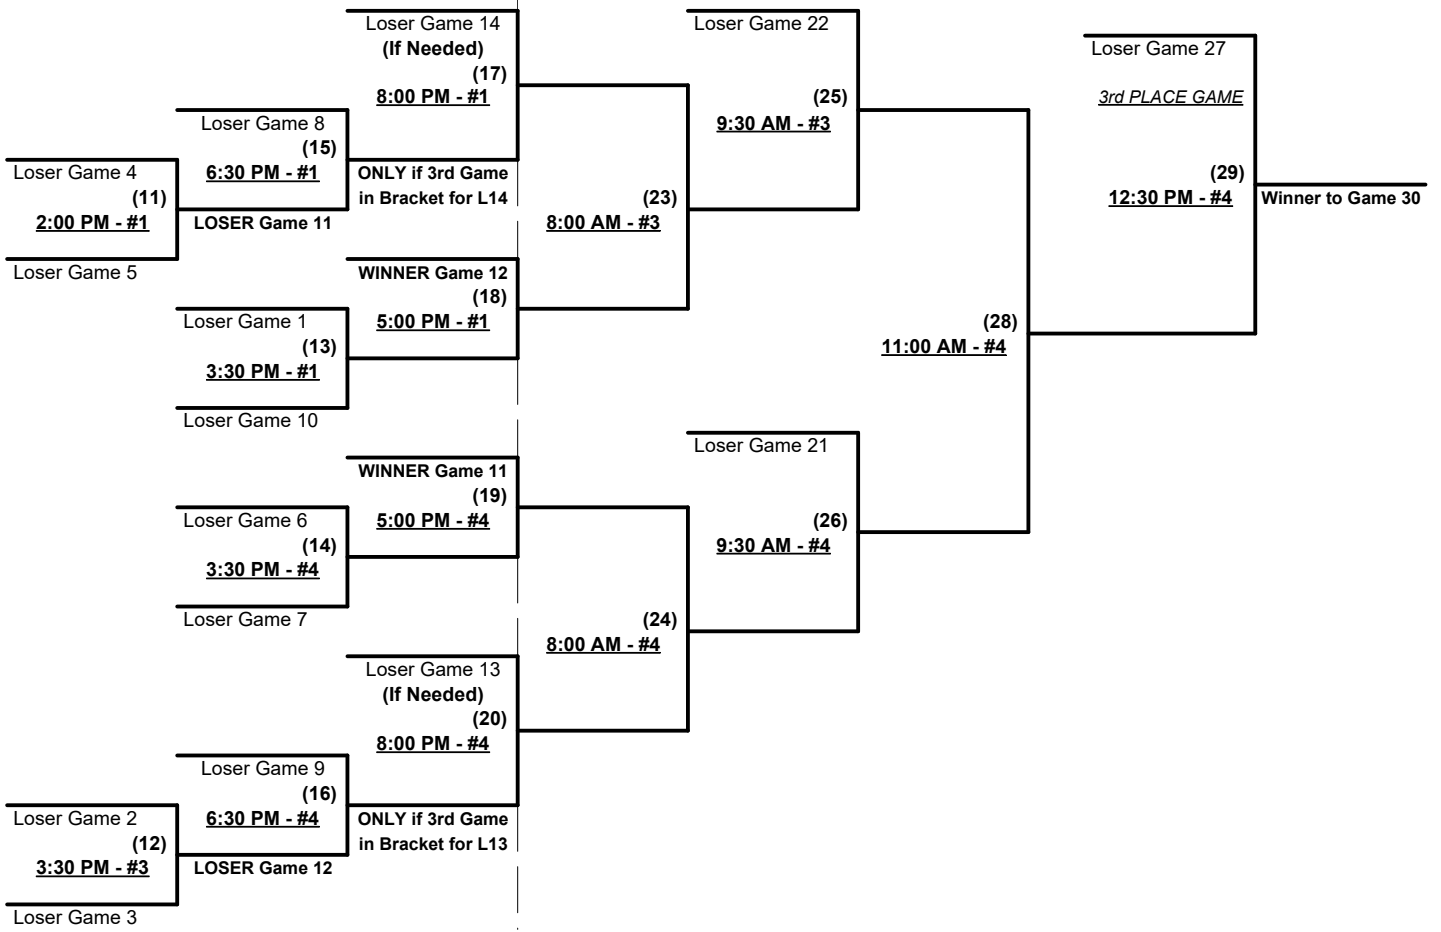 Loser Game 14
(If Needed)
(17)
8:00 PM - #1
Loser Game 22
(25)
9:30 AM - #3
Loser Game 27
3rd PLACE GAME
(29)
12:30 PM - #4
Winner to Game 30
Loser Game 8
(15)
6:30 PM - #1
ONLY if 3rd Game
in Bracket for L14
Loser Game 4
(11)
2:00 PM - #1
LOSER Game 11
Loser Game 5
(23)
8:00 AM - #3
WINNER Game 12
(18)
5:00 PM - #1
Loser Game 1
(13)
3:30 PM - #1
Loser Game 10
(28)
11:00 AM - #4
Loser Game 21
(26)
9:30 AM - #4
WINNER Game 11
(19)
5:00 PM - #4
Loser Game 6
(14)
3:30 PM - #4
Loser Game 7
(24)
8:00 AM - #4
Loser Game 13
(If Needed)
(20)
8:00 PM - #4
Loser Game 9
(16)
6:30 PM - #4
ONLY if 3rd Game
in Bracket for L13
Loser Game 2
(12)
3:30 PM - #3
LOSER Game 12
Loser Game 3